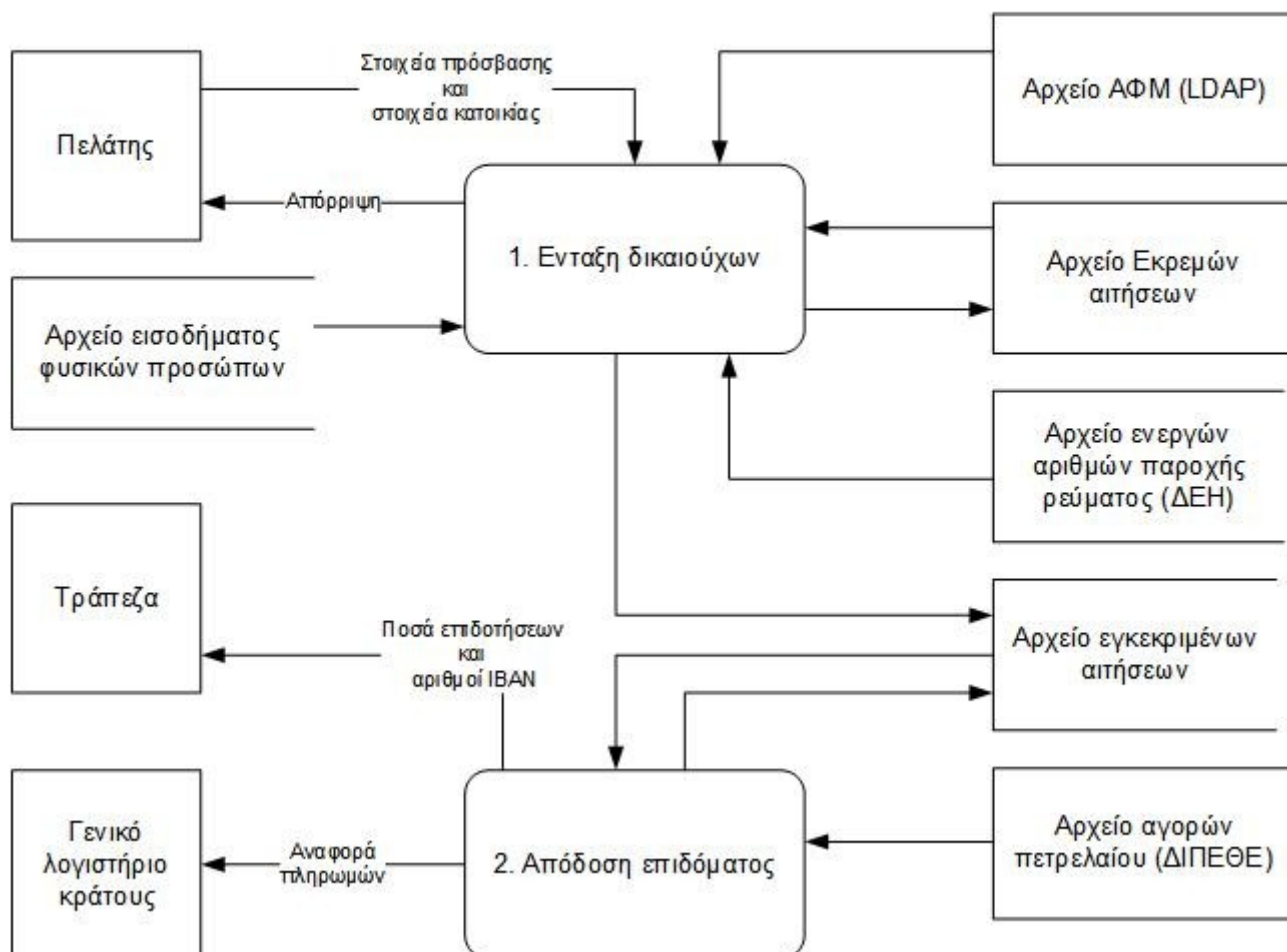 Στοιχεία πρόσβασης
και
στοιχεία κατοικίας
Αρχείο ΑΦΜ (LDAP)
Πελάτης
Απόρριψη
1. Ενταξη δικαιούχων
Αρχείο Εκρεμών
αιτήσεων
Αρχείο εισοδήματος
φυσικών προσώπων
Αρχείο ενεργών
αριθμών παροχής
ρεύματος (ΔΕΗ)
Τράπεζα
Ποσά επιδοτήσεων
και
αριθμοί IBAN
Αρχείο εγκεκριμένων
αιτήσεων
Γενικό
λογιστήριο
κράτους
Αναφορά
πληρωμών
2. Απόδοση επιδόματος
Αρχείο αγορών
πετρελαίου (ΔΙΠΕΘΕ)